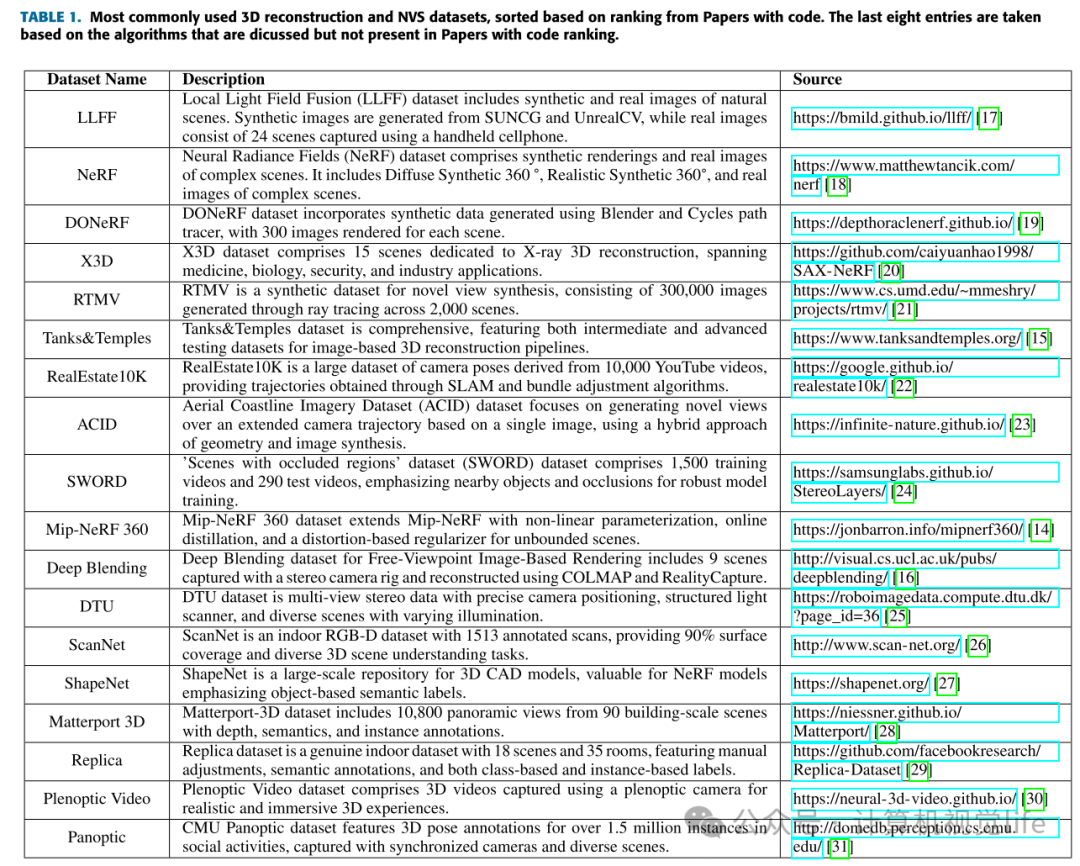 TABLE 1. Most commonly used 3D reconstruction and NVS datasets, sorted based on ranking from Papers with code. The last eight entries are taken
based on the algorithms that are dicussed but not present in Papers with code ranking.
Dataset Name Description Source
LLFF
Local Light Field Fusion (LLFF) dataset includes synthetic and real images of natural
scenes. Synthetic images are generated from SUNCG and UnrealCV, while real images
consist of 24 scenes captured using a handheld cellphone.
https://bmild.github.io/llff/ [17]
NeRF
Neural Radiance Fields (NeRF) dataset comprises synthetic renderings and real images
of complex scenes. It includes Diffuse Synthetic 360 °, Realistic Synthetic 360°, and real
images of complex scenes.
https://www.matthewtancik.com/
nerf [18]
DONeRF
DONeRF dataset incorporates synthetic data generated using Blender and Cycles path
tracer, with 300 images rendered for each scene.
https://depthoraclenerf.github.io/ [19]
X3D
X3D dataset comprises 15 scenes dedicated to X-ray 3D reconstruction, spanning
medicine, biology, security, and industry applications.
https://github.com/caiyuanhao1998/
SAX-NeRF [20]
RTMV
RTMV is a synthetic dataset for novel view synthesis, consisting of 300,000 images
generated through ray tracing across 2,000 scenes.
https://www.cs.umd.edu/~mmeshry/
projects/rtmv/ [21]
Tanks&Temples
Tanks&Temples dataset is comprehensive, featuring both intermediate and advanced
testing datasets for image-based 3D reconstruction pipelines.
https://www.tanksandtemples.org/ [15]
RealEstate10K
RealEstate10K is a large dataset of camera poses derived from 10,000 YouTube videos,
providing trajectories obtained through SLAM and bundle adjustment algorithms.
https://google.github.io/
realestate10k/ [22]
ACID
Aerial Coastline Imagery Dataset (ACID) dataset focuses on generating novel views
over an extended camera trajectory based on a single image, using a hybrid approach
of geometry and image synthesis.
https://infinite-nature.github.io/ [23]
SWORD
'Scenes with occluded regions' dataset (SWORD) dataset comprises 1,500 training
videos and 290 test videos, emphasizing nearby objects and occlusions for robust model
training.
https://samsunglabs.github.io/
StereoLayers/ [24]
Mip-NeRF 360
Mip-NeRF 360 dataset extends Mip-NeRF with non-linear parameterization, online
distillation, and a distortion-based regularizer for unbounded scenes.
https://jonbarron.info/mipnerf360/ [14]
Deep Blending
Deep Blending dataset for Free-Viewpoint Image-Based Rendering includes 9 scenes
captured with a stereo camera rig and reconstructed using COLMAP and RealityCapture.
http://visual.cs.ucl.ac.uk/pubs/
deepblending/ [16]
DTU
DTU dataset is multi-view stereo data with precise camera positioning, structured light
scanner, and diverse scenes with varying illumination.
https://roboimagedata.compute.dtu.dk/
?page_id=36 [25]
ScanNet
ScanNet is an indoor RGB-D dataset with 1513 annotated scans, providing 90% surface
coverage and diverse 3D scene understanding tasks.
http://www.scan-net.org/ [26]
ShapeNet
ShapeNet is a large-scale repository for 3D CAD models, valuable for NeRF models
emphasizing object-based semantic labels.
https://shapenet.org/ [27]
Matterport 3D
Matterport-3D dataset includes 10,800 panoramic views from 90 building-scale scenes
with depth, semantics, and instance annotations.
https://niessner.github.io/
Matterport/ [28]
Replica
Replica dataset is a genuine indoor dataset with 18 scenes and 35 rooms, featuring manual
adjustments, semantic annotations, and both class-based and instance-based labels.
https://github.com/facebookresearch/
Replica-Dataset [29]
Plenoptic Video
Plenoptic Video dataset comprises 3D videos captured using a plenoptic camera for
realistic and immersive 3D experiences.
https://neural-3d-video.github.io/ [30]
Panoptic
CMU Panoptic dataset features 3D pose annotations for over 1.5 million instances in
social activities, captured with synchronized cameras and diverse scenes.
http://domedb.perception.cs.cmu.
edu/ [31]
公众号 计算机视觉life